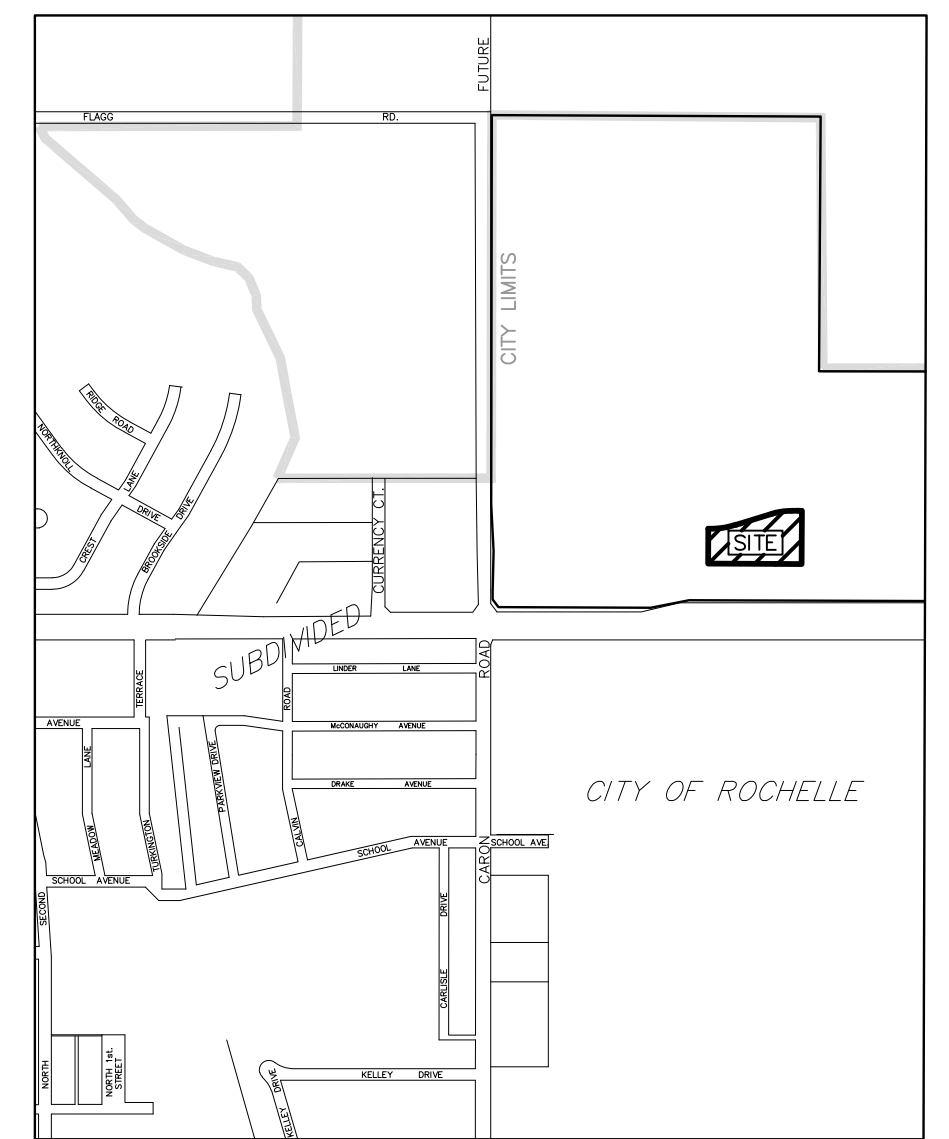 FUTURE
FLAGG RD.
CITY LIMITS
RIDGE ROAD
NORTHKNOLL DRIVE
CREST LANE
BROOKSIDE DRIVE
CURRENCY CT.
SITE
SUBDIVIDED
TERRACE
ROAD
LINDER LANE
ROAD
AVENUE
McCONAUGHY AVENUE
LANE
PARKVIEW DRIVE
DRAKE AVENUE
CITY OF ROCHELLE
MEADOW
TURKINGTON
CALVIN
SCHOOL AVENUE
CARON
SCHOOL AVE
SCHOOL AVENUE
SECOND
CARLISLE DRIVE
NORTH
NORTH 1st.
STREET
KELLEY DRIVE
KELLEY DRIVE